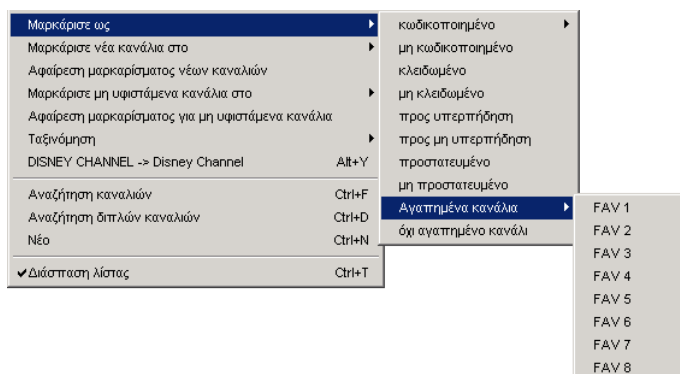 Μαρκάρισε ως
Μαρκάρισε νέα κανάλια στο
Αφαίρεση μαρκαρίσματος νέων καναλιών
Μαρκάρισε μη υφιστάμενα κανάλια στο
Αφαίρεση μαρκαρίσματος για μη υφιστάμενα κανάλια
Ταξινόμηση
DISNEY CHANNEL -> Disney Channel Alt+Y
Αναζήτηση καναλιών Ctrl+F
Αναζήτηση διπλών καναλιών Ctrl+D
Νέο Ctrl+N
Διάσπαση λίστας Ctrl+T
κωδικοποιημένο
μη κωδικοποιημένο
κλειδωμένο
μη κλειδωμένο
προς υπερπήδηση
προς μη υπερπήδηση
προστατευμένο
μη προστατευμένο
Αγαπημένα κανάλια
όχι αγαπημένο κανάλι
FAV 1
FAV 2
FAV 3
FAV 4
FAV 5
FAV 6
FAV 7
FAV 8